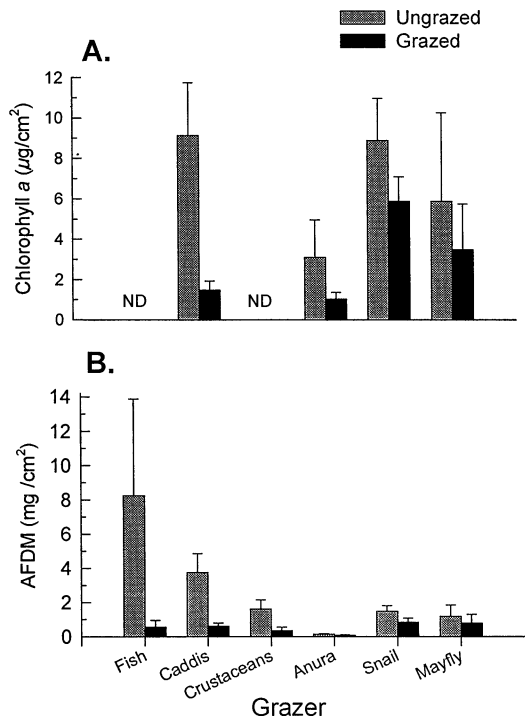 Ungrazed
Grazed
A.
Chlorophyll a (µg/cm2)
12
10
8
6
4
2
0
ND
ND
B.
AFDM (mg /cm2)
14
12
10
8
6
4
2
0
Fish
Caddis
Crustaceans
Anura
Snail
Mayfly
Grazer